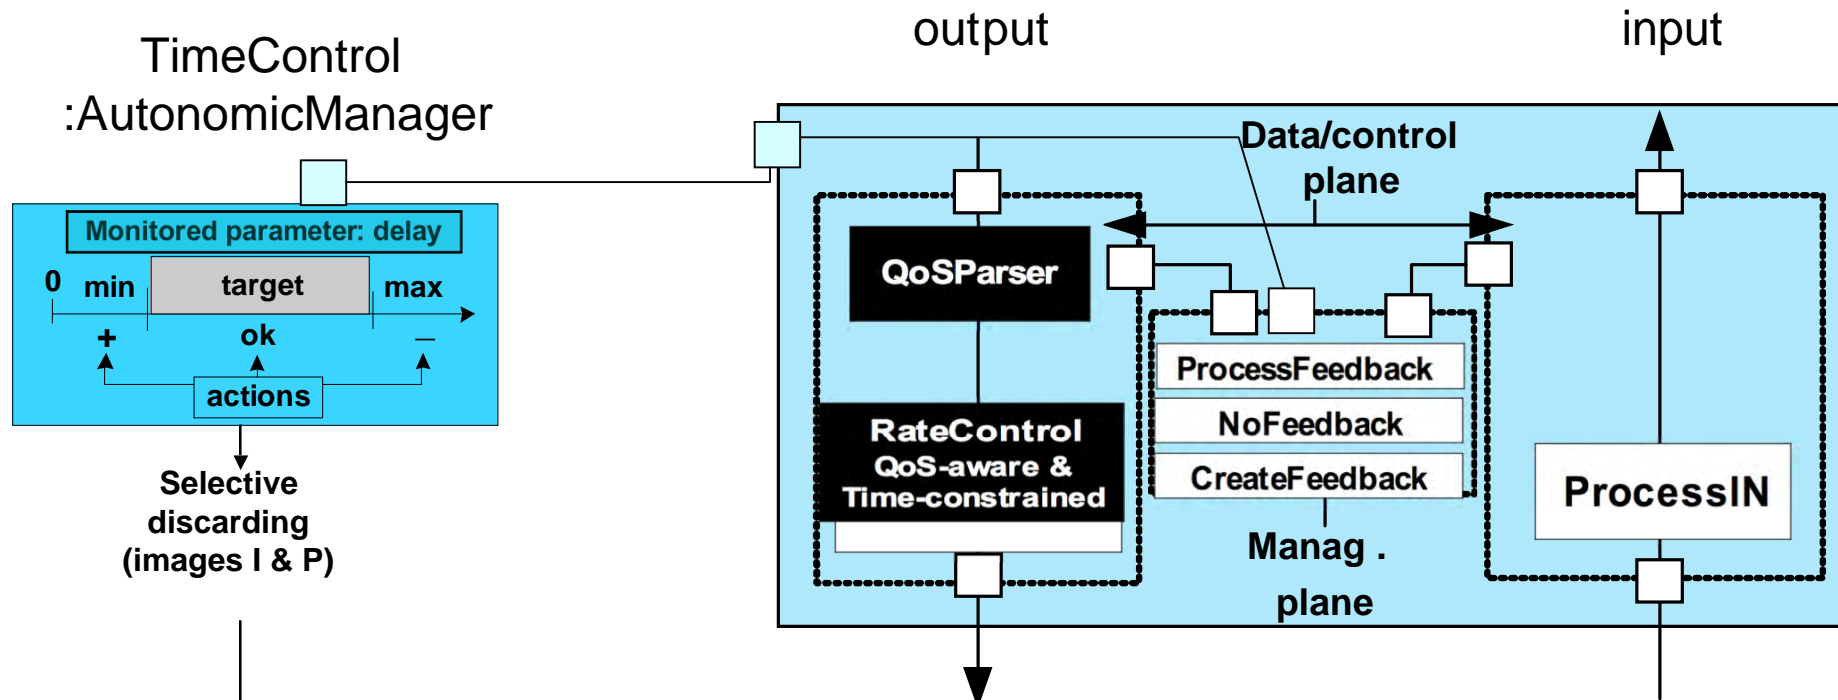 TimeControl
:AutonomicManager
Monitored parameter: delay
0 min target max
+ ok –
actions
Selective
discarding
(images I & P)
output
input
Data/control
plane
QoSParser
RateControl
QoS-aware &
Time-constrained
ProcessFeedback
NoFeedback
CreateFeedback
Manag .
plane
ProcessIN